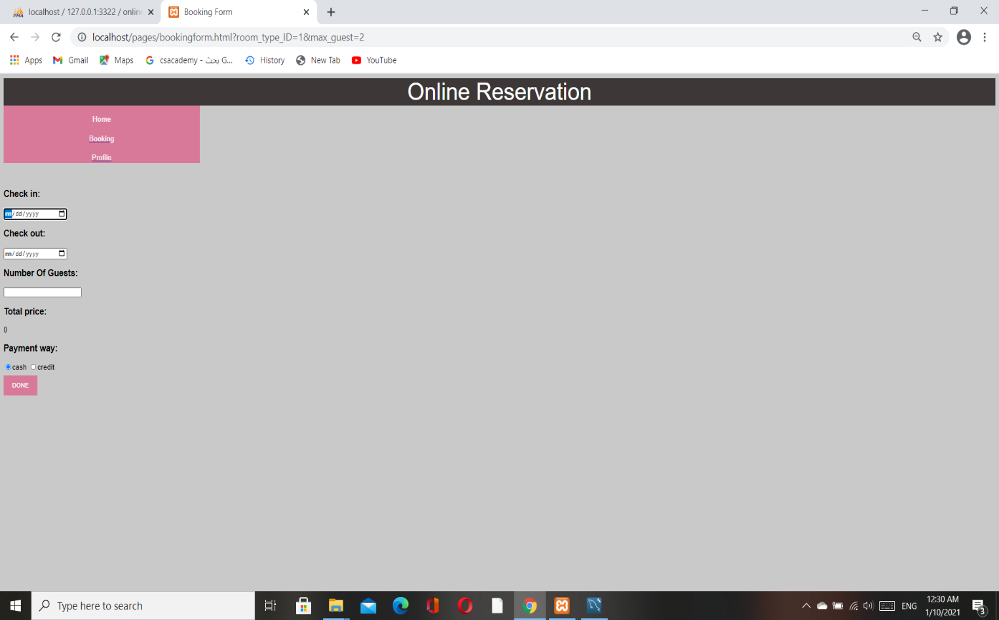 PMA localhost / 127.0.0.1:3322 / onlin
Booking Form
localhost/pages/bookingform.html?room_type_ID=1&max_guest=2
Apps Gmail Maps G csacademy - بحث G... History New Tab YouTube
Online Reservation
Home
Booking
Profile
Check in:
mm/dd/yyyy
Check out:
mm/dd/yyyy
Number Of Guests:
Total price:
0
Payment way:
cash credit
DONE
Type here to search
ENG
12:30 AM
1/10/2021
3